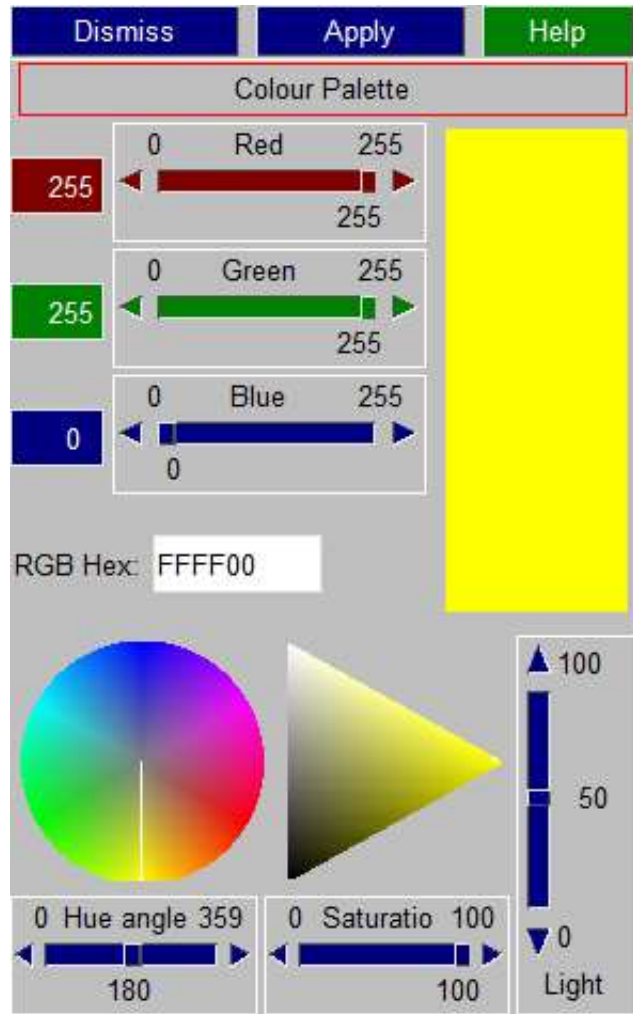 Dismiss Apply Help
Colour Palette
0 Red 255
255
255
0 Green 255
255
255
0 Blue 255
0
0
RGB Hex: FFFF00
100
50
0
Light
0 Hue angle 359
180
0 Saturatio 100
100